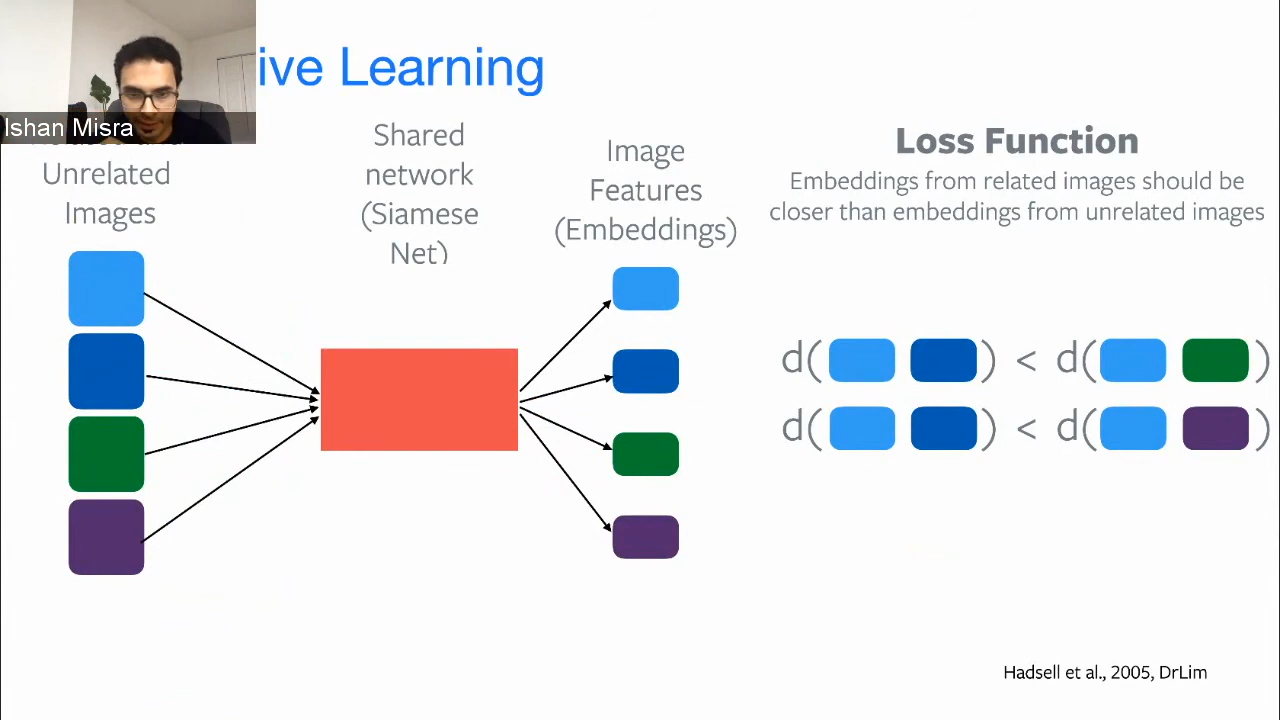 ive Learning
Ishan Misra
Unrelated
Images
Shared
network
(Siamese
Net)
Image
Features
(Embeddings)
Loss Function
Embeddings from related images should be
closer than embeddings from unrelated images
d( ) < d( )
d( ) < d( )
Hadsell et al., 2005, DrLim